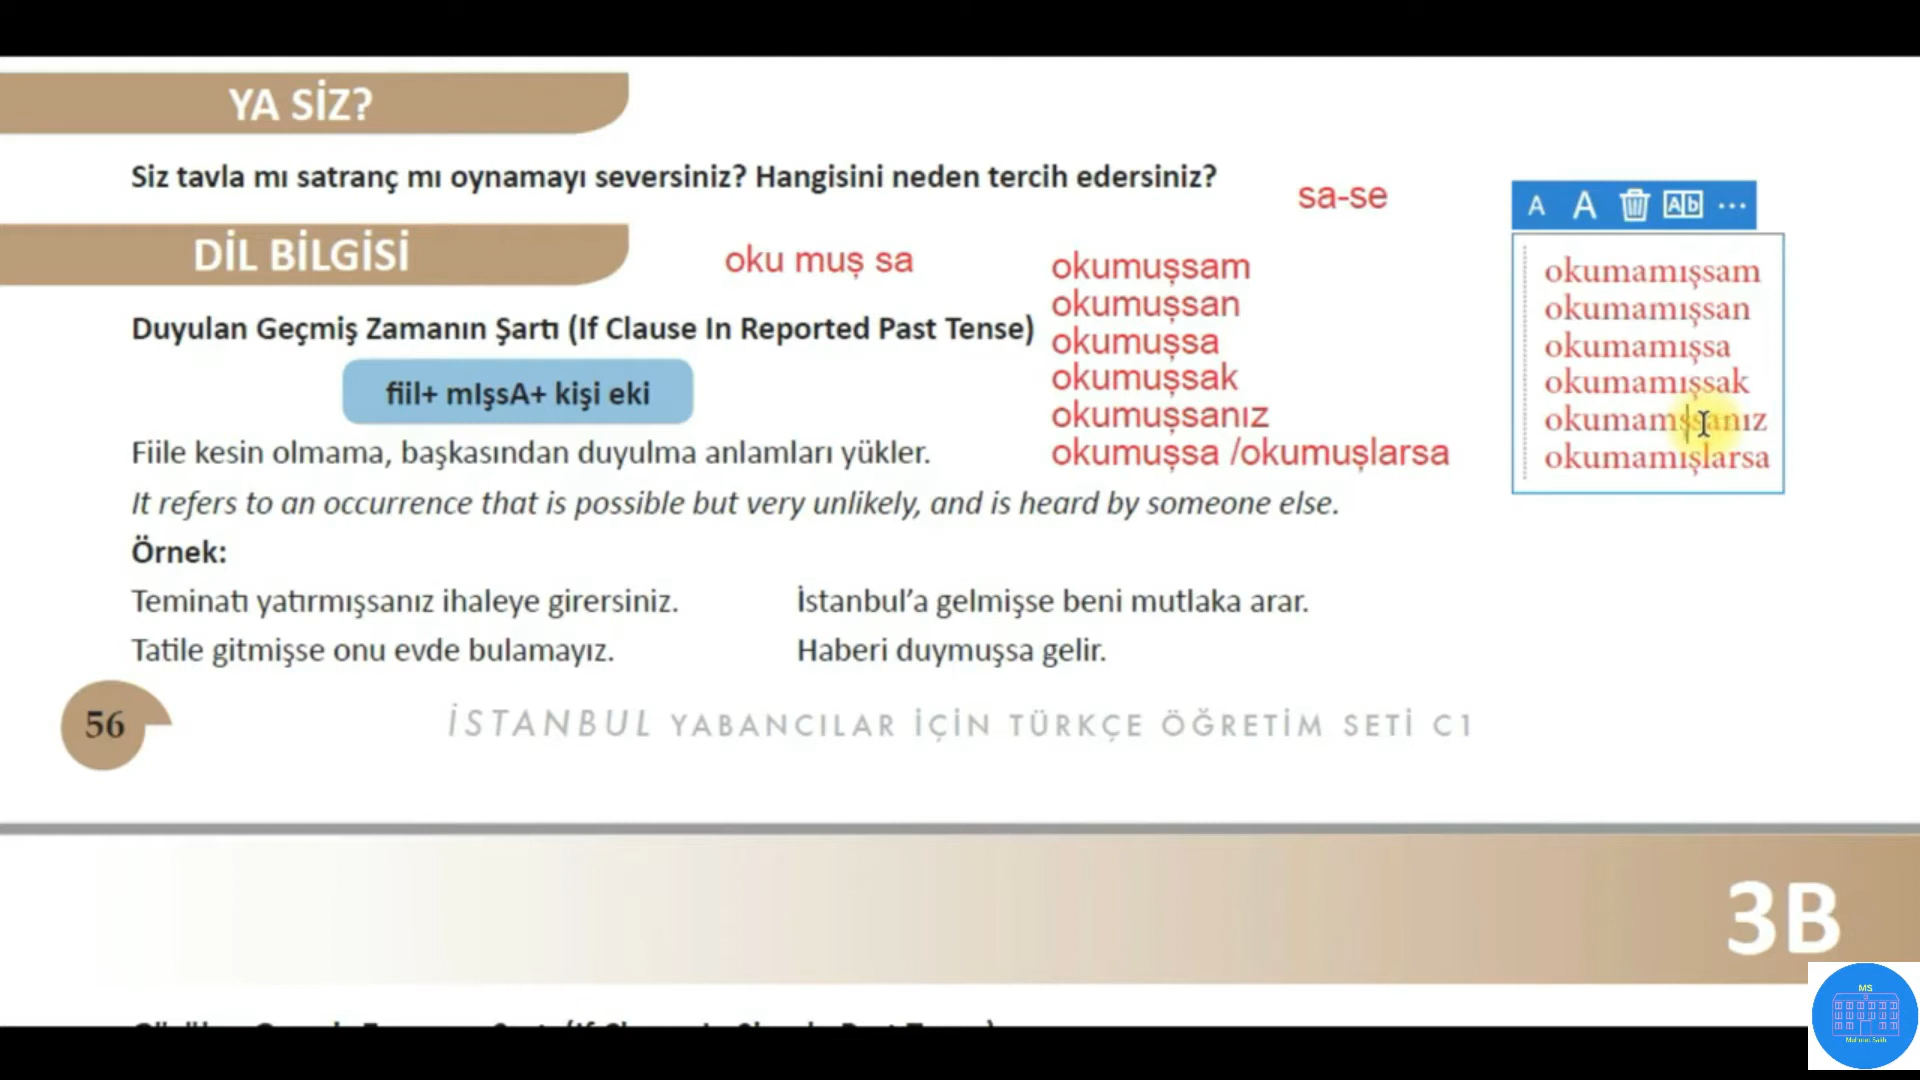 YA SİZ?
Siz tavla mı satranç mı oynamayı seversiniz? Hangisini neden tercih edersiniz?
sa-se
A A Ab ...
DİL BİLGİSİ
oku muş sa
Duyulan Geçmiş Zamanın Şartı (If Clause In Reported Past Tense)
fiil+ mIşsA+ kişi eki
okumuşsam
okumuşsan
okumuşsa
okumuşsak
okumuşsanız
okumuşsa /okumuşlarsa
okumamışsam
okumamışsan
okumamışsa
okumamışsak
okumamşsanız
okumamışlarsa
Fiile kesin olmama, başkasından duyulma anlamları yükler.
It refers to an occurrence that is possible but very unlikely, and is heard by someone else.
Örnek:
Teminatı yatırmışsanız ihaleye girersiniz.
İstanbul’a gelmişse beni mutlaka arar.
Tatile gitmişse onu evde bulamayız.
Haberi duymuşsa gelir.
56
İSTANBUL YABANCILAR İÇİN TÜRKÇE ÖĞRETİM SETİ C1
3B
MS